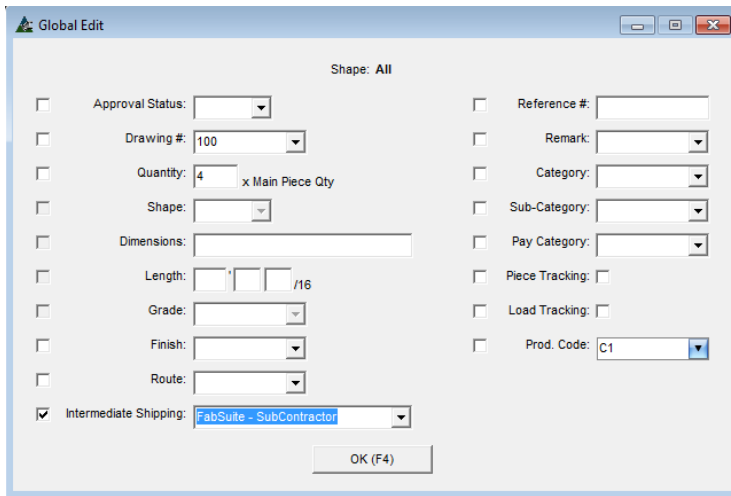 Global Edit
Shape: All
Approval Status:
Reference #:
Drawing #: 100
Remark:
Quantity: 4 x Main Piece Qty
Category:
Shape:
Sub-Category:
Dimensions:
Pay Category:
Length: ' /16
Piece Tracking:
Grade:
Load Tracking:
Finish:
Prod. Code: C1
Route:
Intermediate Shipping: FabSuite - SubContractor
OK (F4)